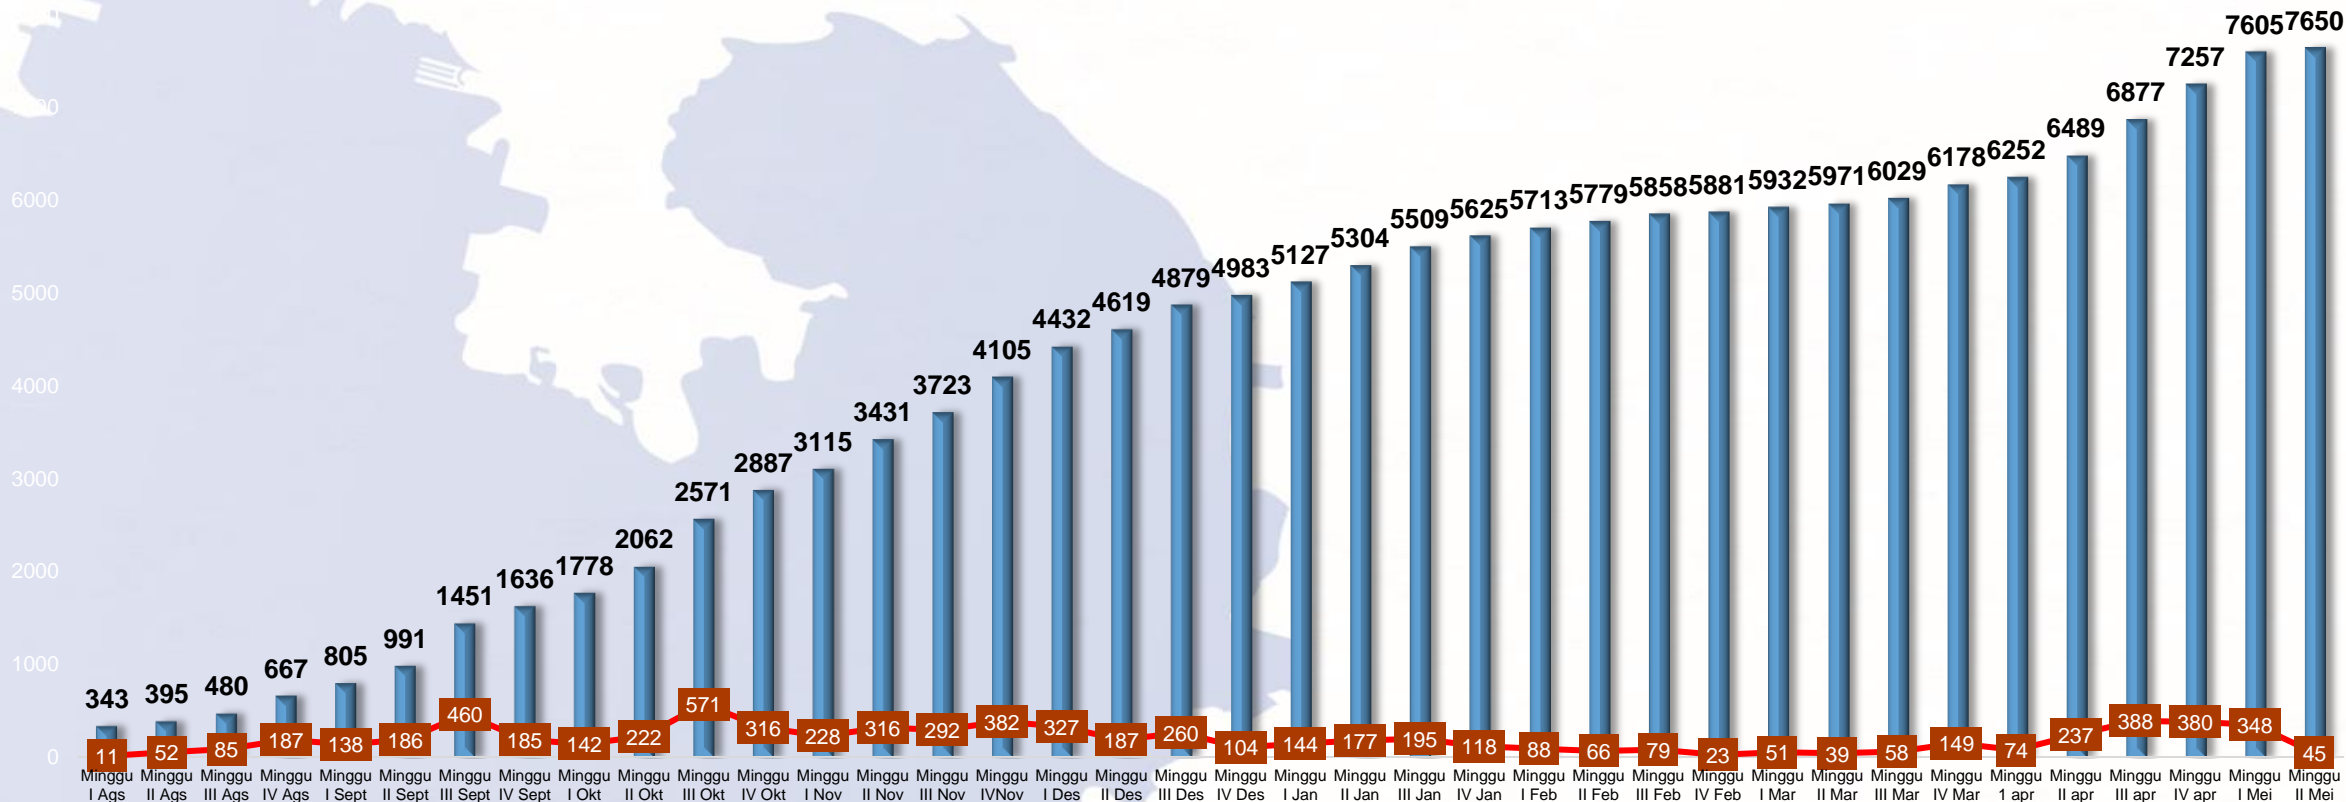 7000
6000
5000
4000
3000
2000
1000
0
343 395 480 667 805 991 1451 1636 1778 2062 2571 2887 3115 3431 3723 4105 4432 4619 4879 4983 5127 5304 5509 5625 5713 5779 5858 5881 5932 5971 6029 6178 6252 6489 6877 7257 7605 7650
11 52 85 187 138 186 460 185 142 222 571 316 228 316 292 382 327 187 260 104 144 177 195 118 88 66 79 23 51 39 58 149 74 237 388 380 348 45
Minggu Minggu Minggu Minggu Minggu Minggu Minggu Minggu Minggu Minggu Minggu Minggu Minggu Minggu Minggu Minggu Minggu Minggu Minggu Minggu Minggu Minggu Minggu Minggu Minggu Minggu Minggu Minggu Minggu Minggu Minggu Minggu Minggu Minggu Minggu Minggu Minggu Minggu
I Ags II Ags III Ags IV Ags I Sept II Sept III Sept IV Sept I Okt II Okt III Okt IV Okt I Nov II Nov III Nov IVNov I Des II Des III Des IV Des I Jan II Jan III Jan IV Jan I Feb II Feb III Feb IV Feb I Mar II Mar III Mar IV Mar 1 apr II apr III apr IV apr I Mei II Mei